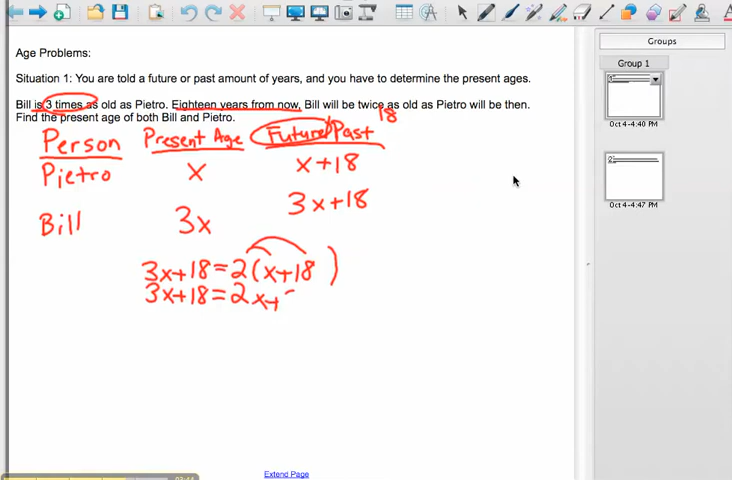 Age Problems:
Situation 1: You are told a future or past amount of years, and you have to determine the present ages.
Bill is 3 times as old as Pietro. Eighteen years from now, Bill will be twice as old as Pietro will be then.
Find the present age of both Bill and Pietro.
18
Person Present Age Future/Past
Pietro x x+18
Bill 3x 3x+18
3x+18=2(x+18)
3x+18=2x+
Extend Page
Groups
Group 1
Oct 4-4:40 PM
Oct 4-4:47 PM